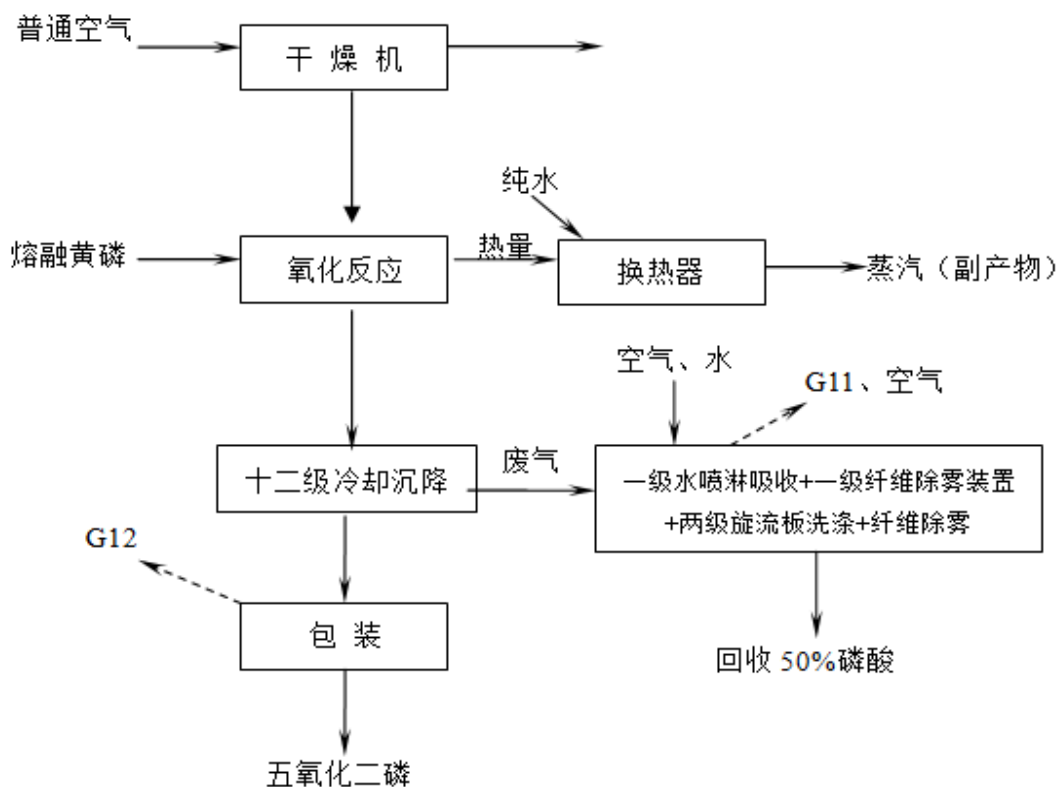 普通空气
干 燥 机
纯水
熔融黄磷
氧化反应
热量
换热器
蒸汽（副产物）
空气、水
G11、空气
十二级冷却沉降
废气
一级水喷淋吸收+一级纤维除雾装置
+两级旋流板洗涤+纤维除雾
G12
包 装
回收 50%磷酸
五氧化二磷